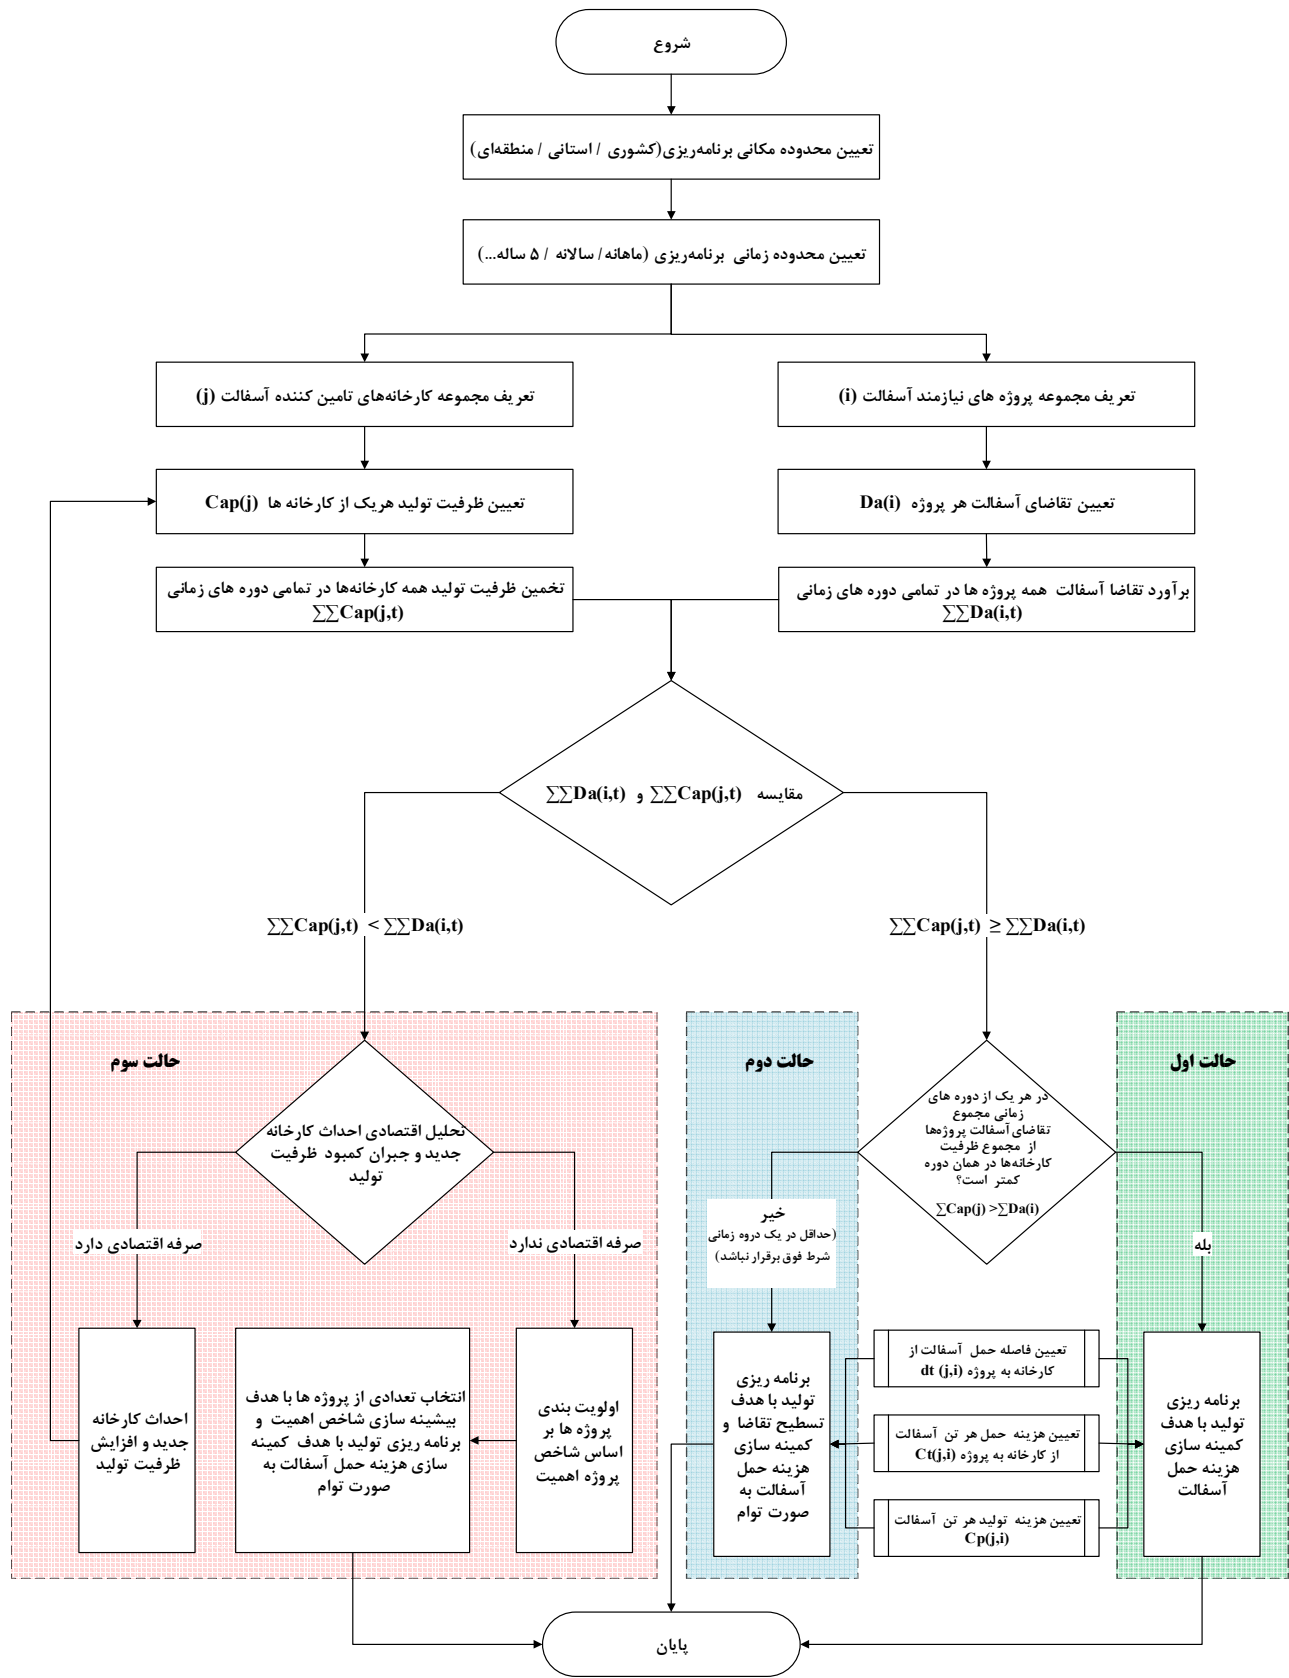 شروع
تعیین محدوده مکانی برنامه‌ریزی(کشوری / استانی / منطقه‌ای)
تعیین محدوده زمانی برنامه‌ریزی (ماهانه/ سالانه / ۵ ساله...)
تعریف مجموعه پروژه های نیازمند آسفالت (i)
تعریف مجموعه کارخانه‌های تامین کننده آسفالت (j)
تعیین تقاضای آسفالت هر پروژه Da(i)
تعیین ظرفیت تولید هریک از کارخانه ها Cap(j)
برآورد تقاضا آسفالت همه پروژه ها در تمامی دوره های زمانی
∑∑Da(i,t)
تخمین ظرفیت تولید همه کارخانه‌ها در تمامی دوره های زمانی
∑∑Cap(j,t)
مقایسه ∑∑Cap(j,t) و ∑∑Da(i,t)
∑∑Cap(j,t) ≥ ∑∑Da(i,t)
∑∑Cap(j,t) < ∑∑Da(i,t)
حالت اول
حالت دوم
حالت سوم
در هر یک از دوره های
زمانی مجموع
تقاضای آسفالت پروژه‌ها
از مجموع ظرفیت
کارخانه‌ها در همان دوره
کمتر است؟
∑Cap(j) >∑Da(i)
تحلیل اقتصادی احداث کارخانه
جدید و جبران کمبود ظرفیت
تولید
بله
خیر
(حداقل در یک دروه زمانی
شرط فوق برقرار نباشد)
صرفه اقتصادی ندارد
صرفه اقتصادی دارد
برنامه ریزی
تولید با هدف
کمینه سازی
هزینه حمل
آسفالت
تعیین فاصله حمل آسفالت از
کارخانه به پروژه dt (j,i)
تعیین هزینه حمل هر تن آسفالت
از کارخانه به پروژه Ct(j,i)
تعیین هزینه تولید هر تن آسفالت
Cp(j,i)
برنامه ریزی
تولید با هدف
تسطیح تقاضا و
کمینه سازی
هزینه حمل
آسفالت به
صورت توام
اولویت بندی
پروژه ها بر
اساس شاخص
پروژه اهمیت
انتخاب تعدادی از پروژه ها با هدف
بیشینه سازی شاخص اهمیت و
برنامه ریزی تولید با هدف کمینه
سازی هزینه حمل آسفالت به
صورت توام
احداث کارخانه
جدید و افزایش
ظرفیت تولید
پایان